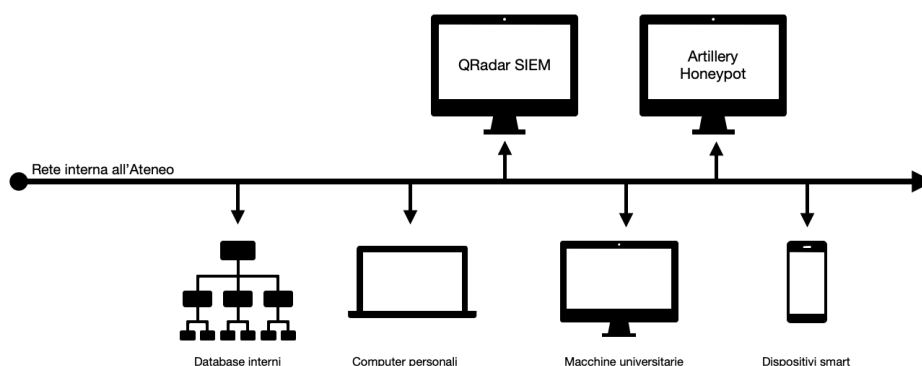 QRadar SIEM
Artillery
Honeypot
Rete interna all'Ateneo
Database interni
Computer personali
Macchine universitarie
Dispositivi smart